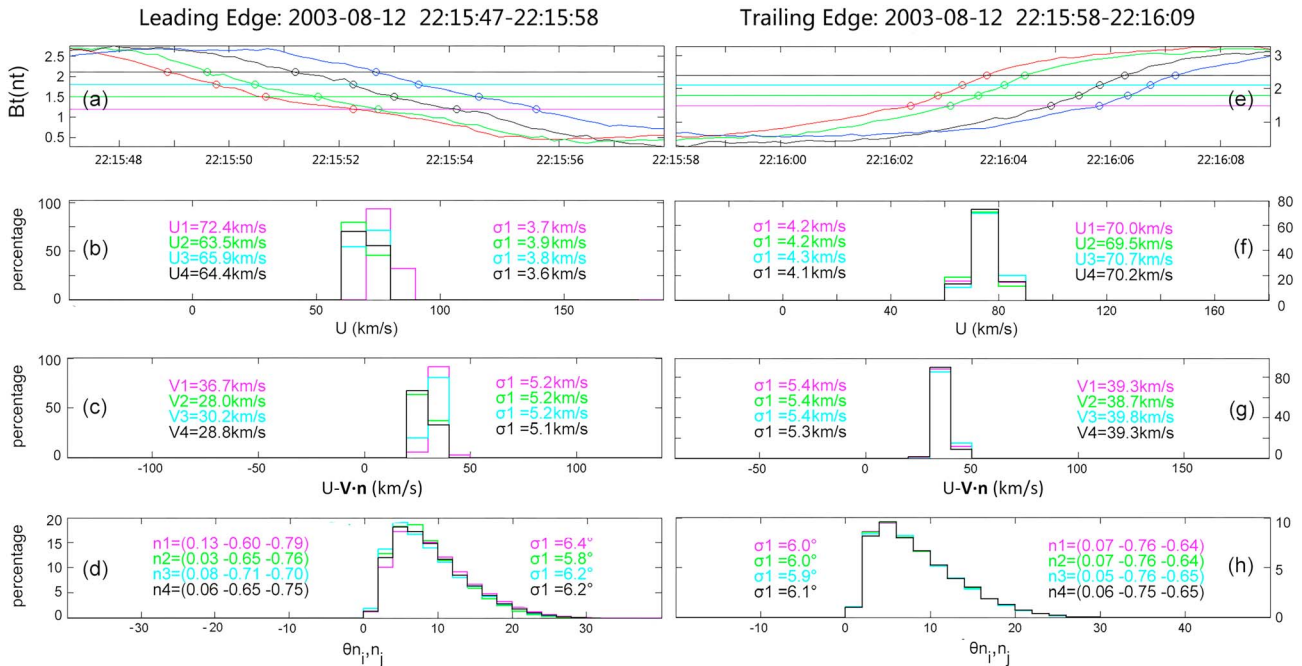 Leading Edge: 2003-08-12 22:15:47-22:15:58
Trailing Edge: 2003-08-12 22:15:58-22:16:09
Bt(nt)
2.5
2
1.5
1
0.5
(a)
22:15:48 22:15:50 22:15:52 22:15:54 22:15:56
(e)
3
2
1
22:15:58 22:16:00 22:16:02 22:16:04 22:16:06 22:16:08
percentage
100
50
0
(b)
U1=72.4km/s
U2=63.5km/s
U3=65.9km/s
U4=64.4km/s
σ1 =3.7km/s
σ1 =3.9km/s
σ1 =3.8km/s
σ1 =3.6km/s
0 50 100 150
U (km/s)
σ1 =4.2km/s
σ1 =4.2km/s
σ1 =4.3km/s
σ1 =4.1km/s
U1=70.0km/s
U2=69.5km/s
U3=70.7km/s
U4=70.2km/s
(f)
80
60
40
20
0
0 40 80 120 160
U (km/s)
percentage
100
50
0
(c)
V1=36.7km/s
V2=28.0km/s
V3=30.2km/s
V4=28.8km/s
σ1 =5.2km/s
σ1 =5.2km/s
σ1 =5.2km/s
σ1 =5.1km/s
-100 -50 0 50 100
U-V·n (km/s)
σ1 =5.4km/s
σ1 =5.4km/s
σ1 =5.4km/s
σ1 =5.3km/s
V1=39.3km/s
V2=38.7km/s
V3=39.8km/s
V4=39.3km/s
(g)
80
60
40
20
0
-50 0 50 100 150
U-V·n (km/s)
percentage
20
15
10
5
0
(d)
n1=(0.13 -0.60 -0.79)
n2=(0.03 -0.65 -0.76)
n3=(0.08 -0.71 -0.70)
n4=(0.06 -0.65 -0.75)
σ1 =6.4°
σ1 =5.8°
σ1 =6.2°
σ1 =6.2°
-30 -20 -10 0 10 20 30
θni,nj
σ1 =6.0°
σ1 =6.0°
σ1 =5.9°
σ1 =6.1°
n1=(0.07 -0.76 -0.64)
n2=(0.07 -0.76 -0.64)
n3=(0.05 -0.76 -0.65)
n4=(0.06 -0.75 -0.65)
(h)
10
5
0
-10 0 10 20 30 40
θni,nj